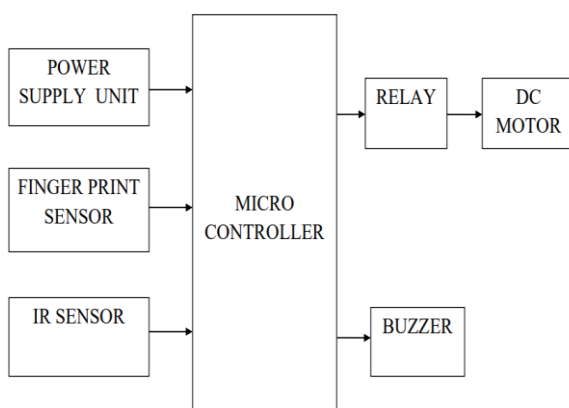 POWER
SUPPLY UNIT
FINGER PRINT
SENSOR
IR SENSOR
MICRO
CONTROLLER
RELAY
DC
MOTOR
BUZZER